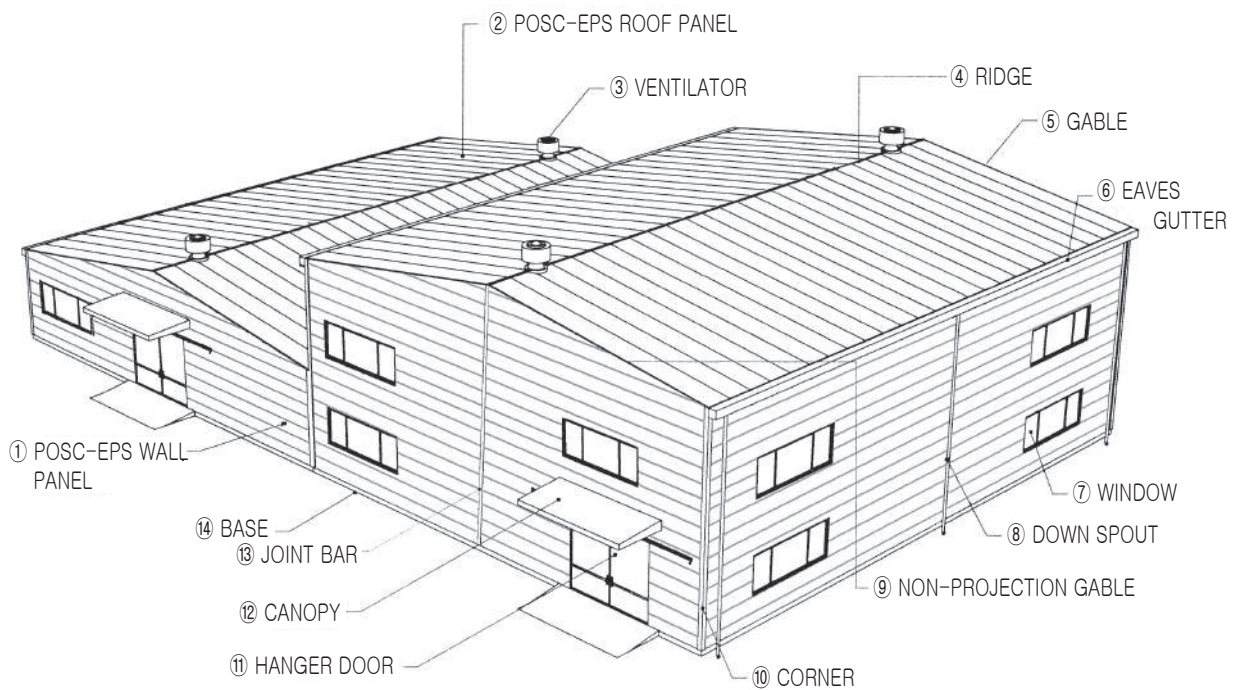 ② POSC-EPS ROOF PANEL
③ VENTILATOR
④ RIDGE
⑤ GABLE
⑥ EAVES
GUTTER
① POSC-EPS WALL
PANEL
⑦ WINDOW
⑭ BASE
⑧ DOWN SPOUT
⑬ JOINT BAR
⑨ NON-PROJECTION GABLE
⑫ CANOPY
⑪ HANGER DOOR
⑩ CORNER